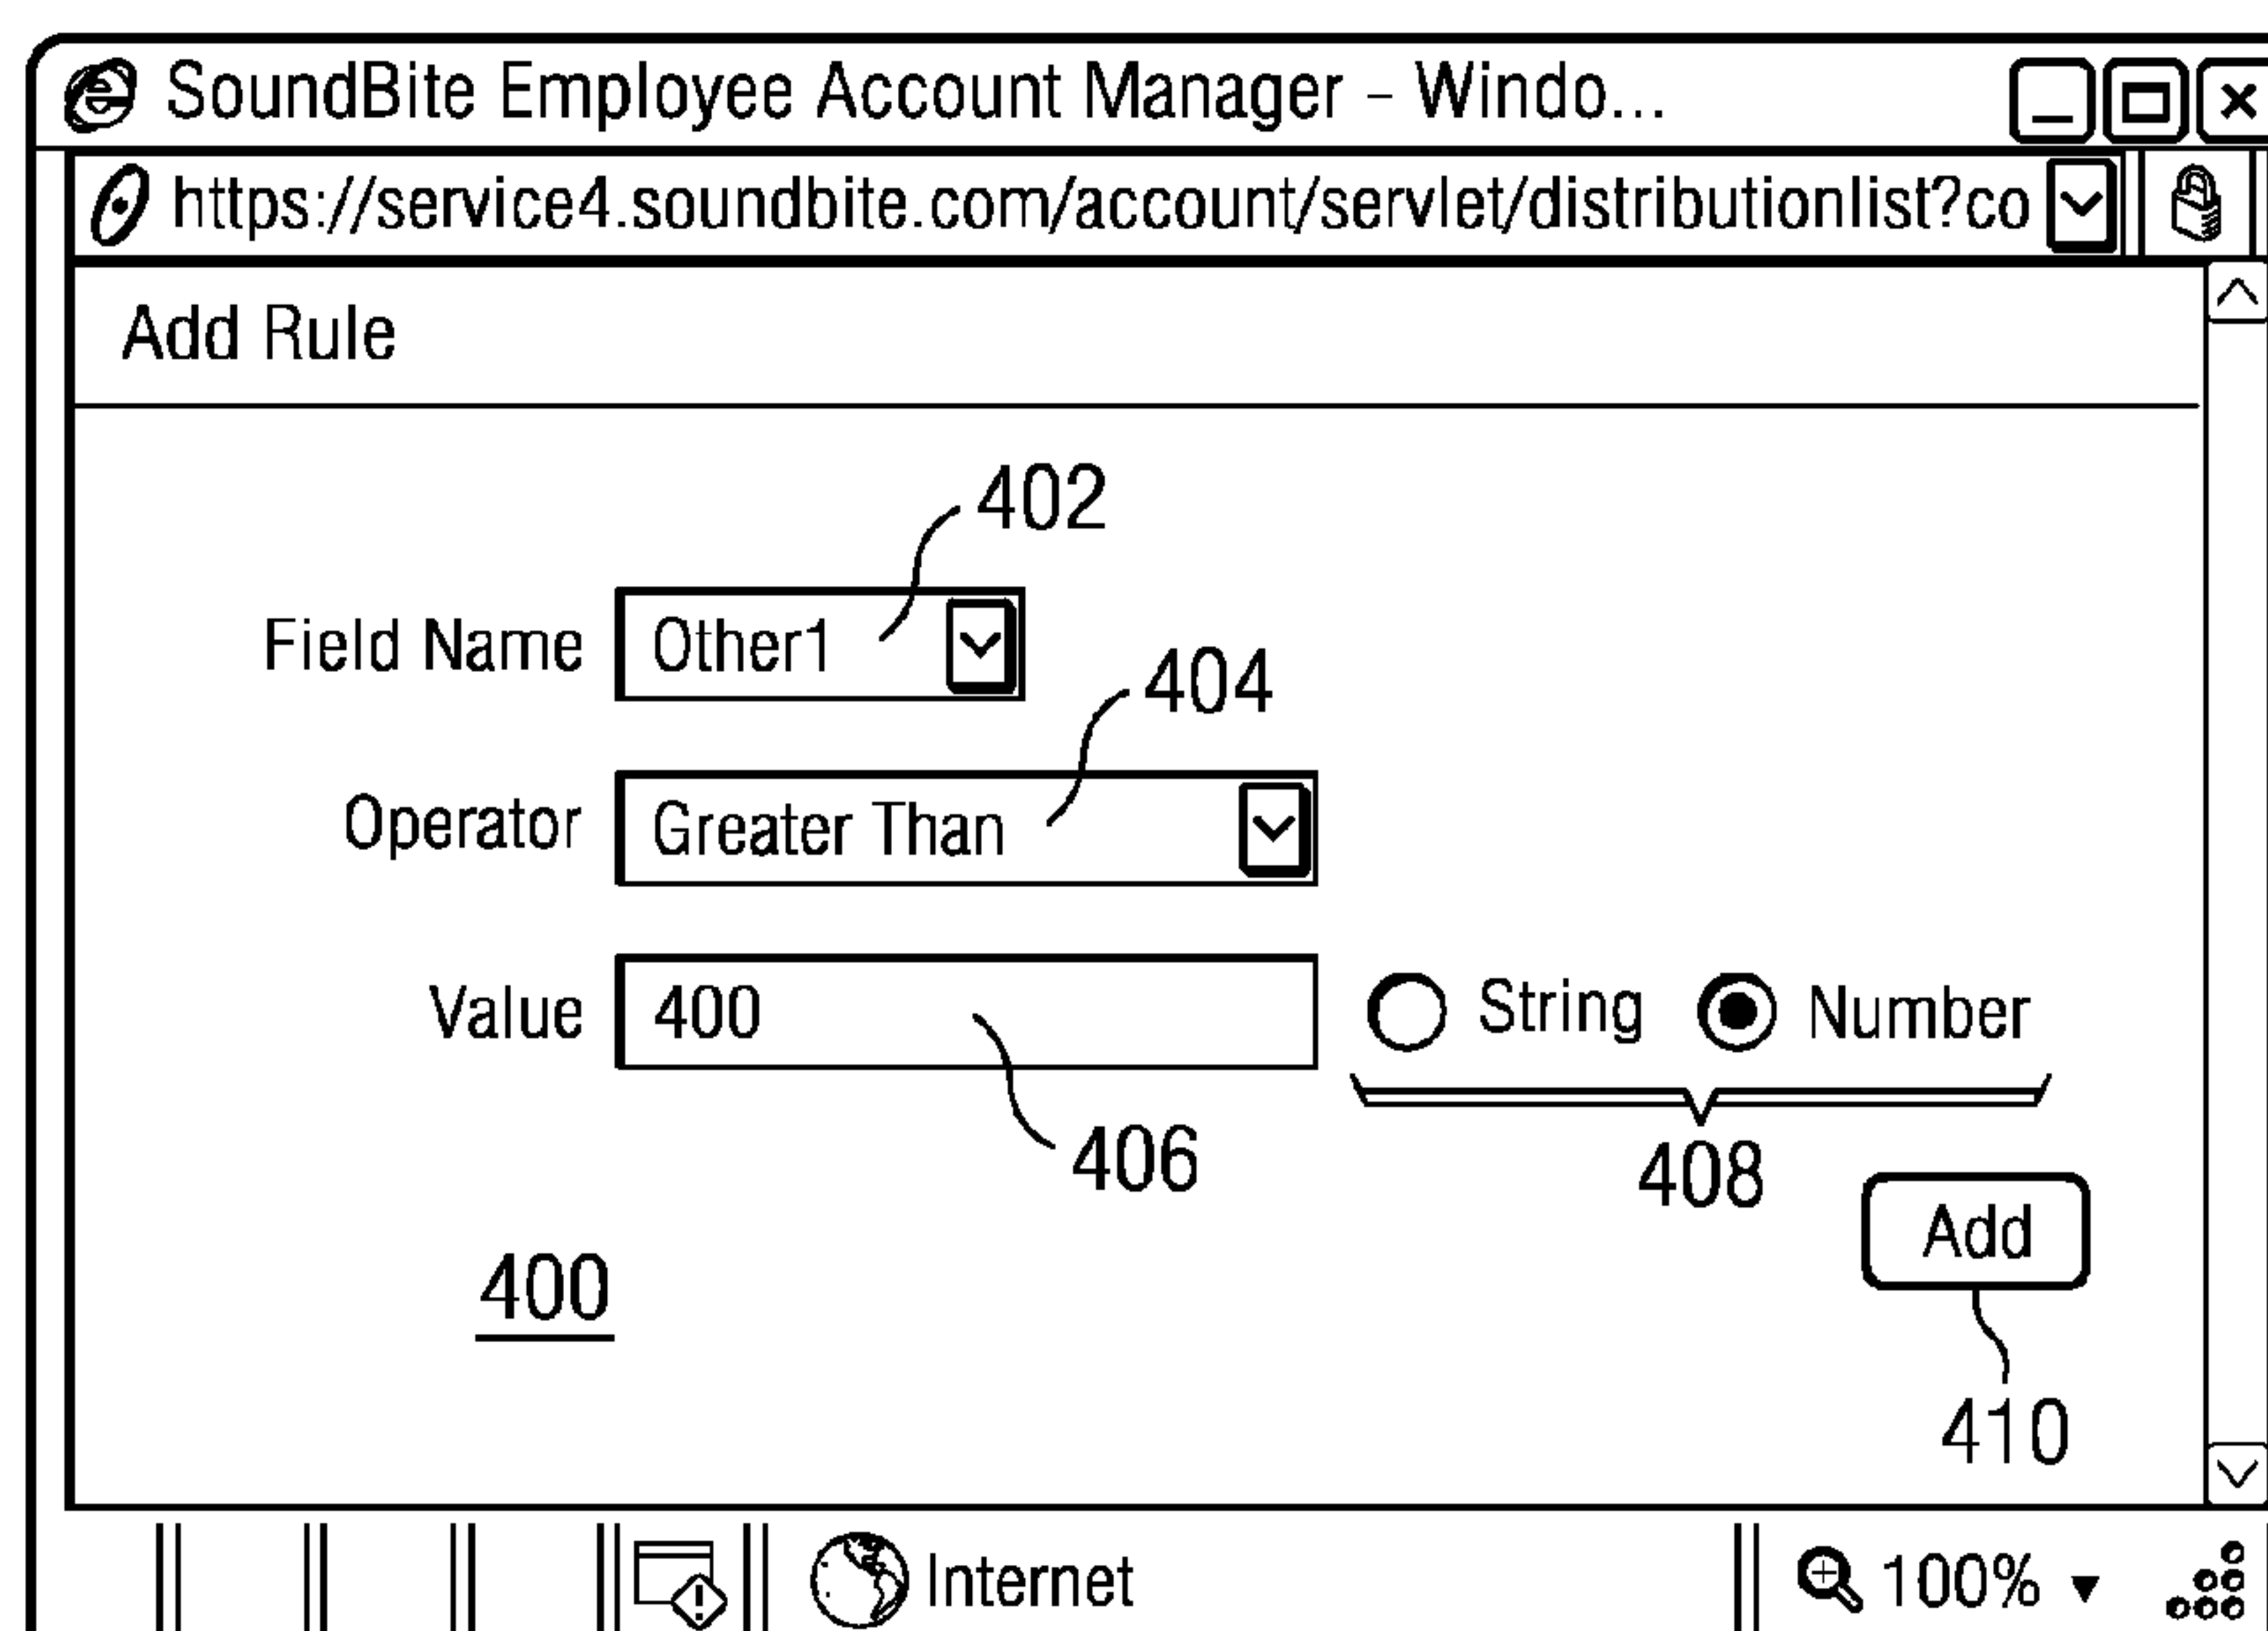 SoundBite Employee Account Manager - Windo...
https://service4.soundbite.com/account/servlet/distributionlist?co
Add Rule
402
Field Name Other1
404
Operator Greater Than
Value 400 String Number
406
408
Add
400
410
Internet 100%